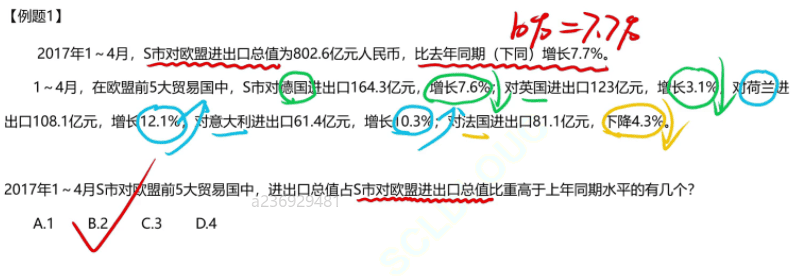 【例题1】
b%=7.7%
2017年1～4月，S市对欧盟进出口总值为802.6亿元人民币，比去年同期（下同）增长7.7%。
1～4月，在欧盟前5大贸易国中，S市对德国进出口164.3亿元，增长7.6%；对英国进出口123亿元，增长3.1%，对荷兰进
出口108.1亿元，增长12.1%，对意大利进出口61.4亿元，增长10.3%；对法国进出口81.1亿元，下降4.3%。
2017年1～4月S市对欧盟前5大贸易国中，进出口总值占S市对欧盟进出口总值比重高于上年同期水平的有几个？
a236929481
A.1 B.2 C.3 D.4